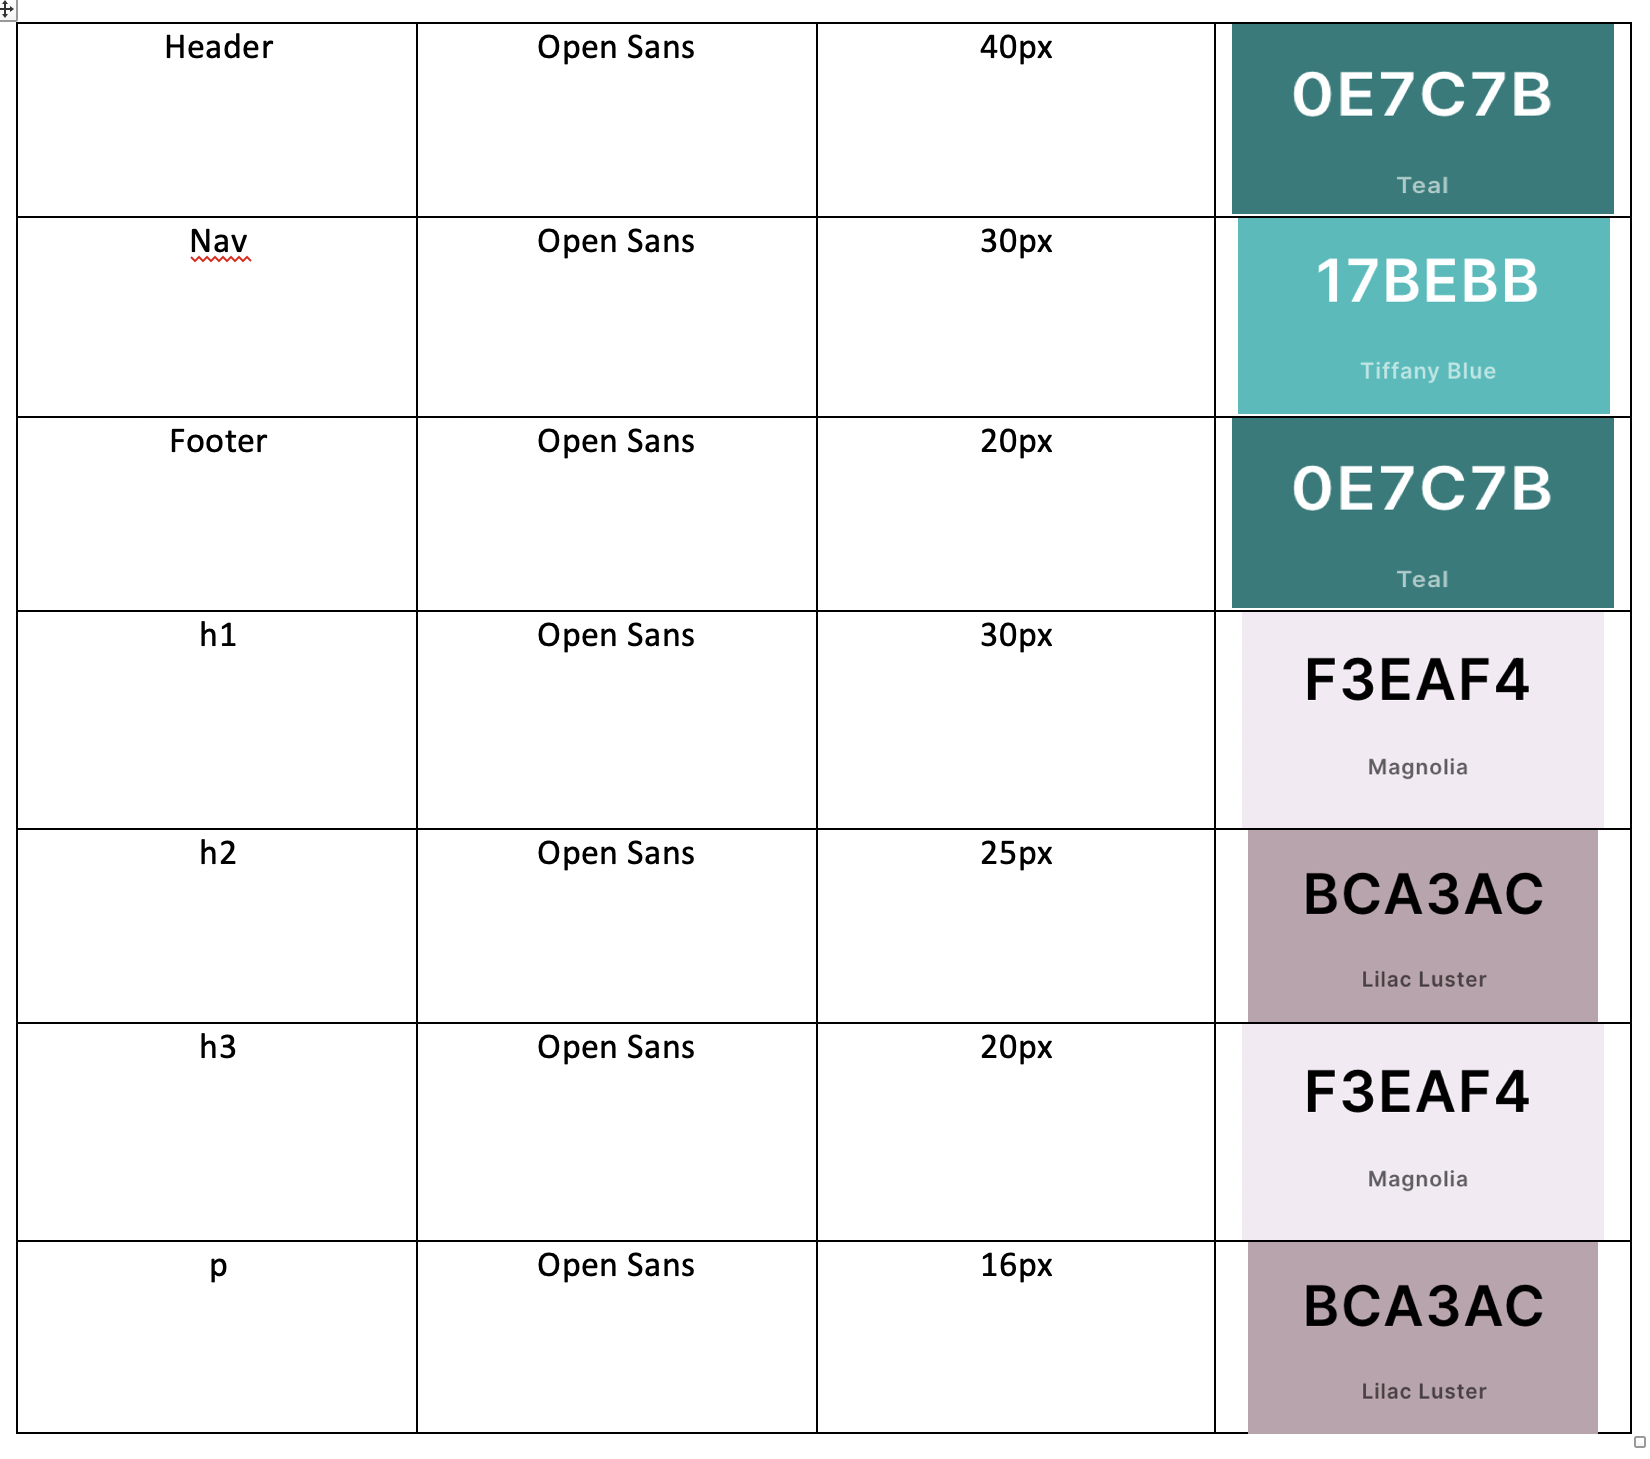 Header
Open Sans
40px
0E7C7B
Teal
Nav
Open Sans
30px
17BEBB
Tiffany Blue
Footer
Open Sans
20px
0E7C7B
Teal
h1
Open Sans
30px
F3EAF4
Magnolia
h2
Open Sans
25px
BCA3AC
Lilac Luster
h3
Open Sans
20px
F3EAF4
Magnolia
p
Open Sans
16px
BCA3AC
Lilac Luster